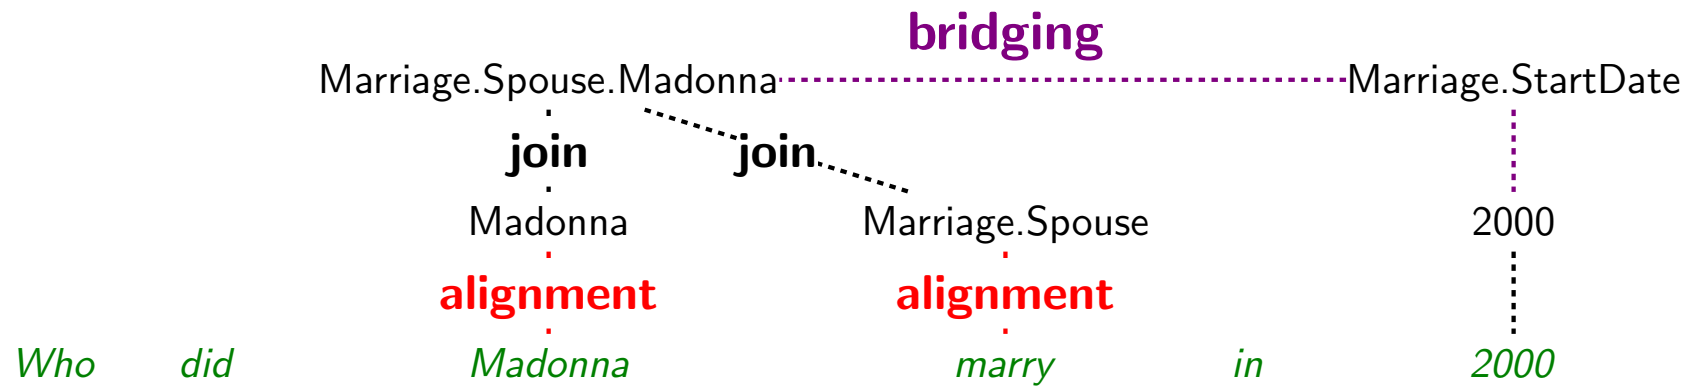 bridging
Marriage.Spouse.Madonna Marriage.StartDate
join join
Madonna Marriage.Spouse 2000
alignment alignment
Who did Madonna marry in 2000